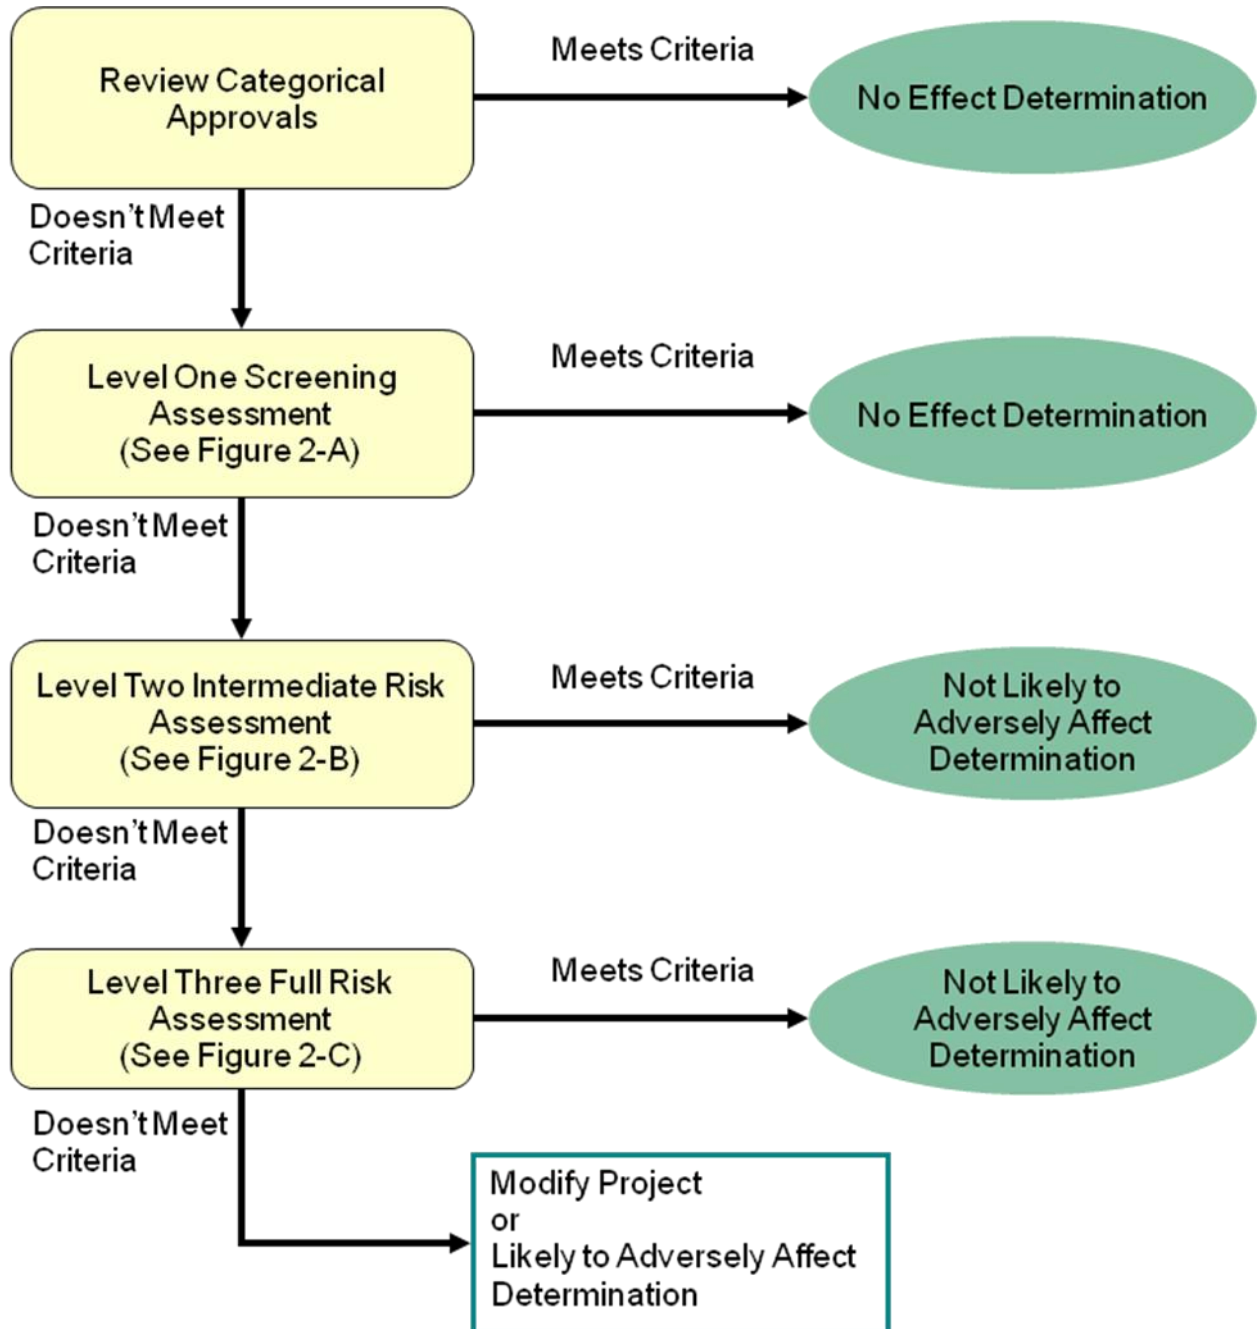 Review Categorical
Approvals
Meets Criteria
No Effect Determination
Doesn't Meet
Criteria
Level One Screening
Assessment
(See Figure 2-A)
Meets Criteria
No Effect Determination
Doesn't Meet
Criteria
Level Two Intermediate Risk
Assessment
(See Figure 2-B)
Meets Criteria
Not Likely to
Adversely Affect
Determination
Doesn't Meet
Criteria
Level Three Full Risk
Assessment
(See Figure 2-C)
Meets Criteria
Not Likely to
Adversely Affect
Determination
Doesn't Meet
Criteria
Modify Project
or
Likely to Adversely Affect
Determination